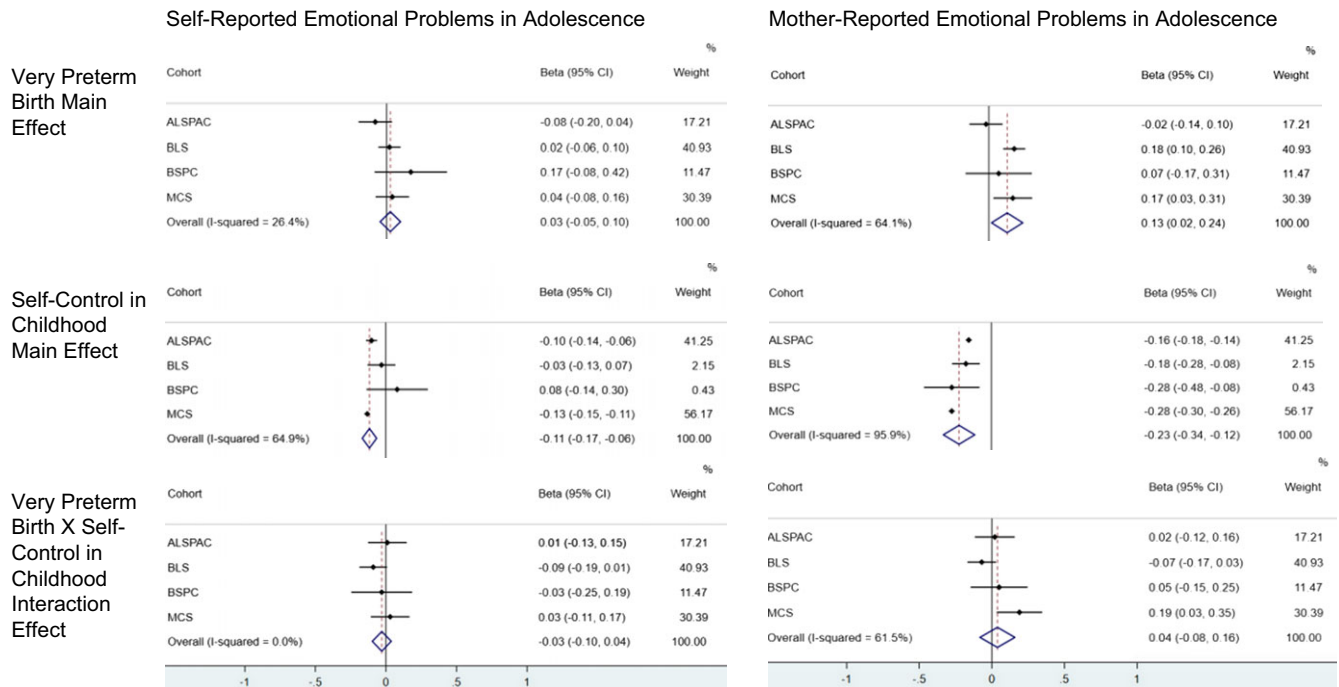 Self-Reported Emotional Problems in Adolescence
Mother-Reported Emotional Problems in Adolescence
Very Preterm
Birth Main
Effect
%
Cohort Beta (95% CI) Weight
ALSPAC -0.08 (-0.20, 0.04) 17.21
BLS 0.02 (-0.06, 0.10) 40.93
BSPC 0.17 (-0.08, 0.42) 11.47
MCS 0.04 (-0.08, 0.16) 30.39
Overall (I-squared = 26.4%) 0.03 (-0.05, 0.10) 100.00
%
Cohort Beta (95% CI) Weight
ALSPAC -0.02 (-0.14, 0.10) 17.21
BLS 0.18 (0.10, 0.26) 40.93
BSPC 0.07 (-0.17, 0.31) 11.47
MCS 0.17 (0.03, 0.31) 30.39
Overall (I-squared = 64.1%) 0.13 (0.02, 0.24) 100.00
Self-Control in
Childhood
Main Effect
%
Cohort Beta (95% CI) Weight
ALSPAC -0.10 (-0.14, -0.06) 41.25
BLS -0.03 (-0.13, 0.07) 2.15
BSPC 0.08 (-0.14, 0.30) 0.43
MCS -0.13 (-0.15, -0.11) 56.17
Overall (I-squared = 64.9%) -0.11 (-0.17, -0.06) 100.00
%
Cohort Beta (95% CI) Weight
ALSPAC -0.16 (-0.18, -0.14) 41.25
BLS -0.18 (-0.28, -0.08) 2.15
BSPC -0.28 (-0.48, -0.08) 0.43
MCS -0.28 (-0.30, -0.26) 56.17
Overall (I-squared = 95.9%) -0.23 (-0.34, -0.12) 100.00
Very Preterm
Birth X Self-
Control in
Childhood
Interaction
Effect
%
Cohort Beta (95% CI) Weight
ALSPAC 0.01 (-0.13, 0.15) 17.21
BLS -0.09 (-0.19, 0.01) 40.93
BSPC -0.03 (-0.25, 0.19) 11.47
MCS 0.03 (-0.11, 0.17) 30.39
Overall (I-squared = 0.0%) -0.03 (-0.10, 0.04) 100.00
-1 -.5 0 .5 1
%
Cohort Beta (95% CI) Weight
ALSPAC 0.02 (-0.12, 0.16) 17.21
BLS -0.07 (-0.17, 0.03) 40.93
BSPC 0.05 (-0.15, 0.25) 11.47
MCS 0.19 (0.03, 0.35) 30.39
Overall (I-squared = 61.5%) 0.04 (-0.08, 0.16) 100.00
-1 -.5 0 .5 1